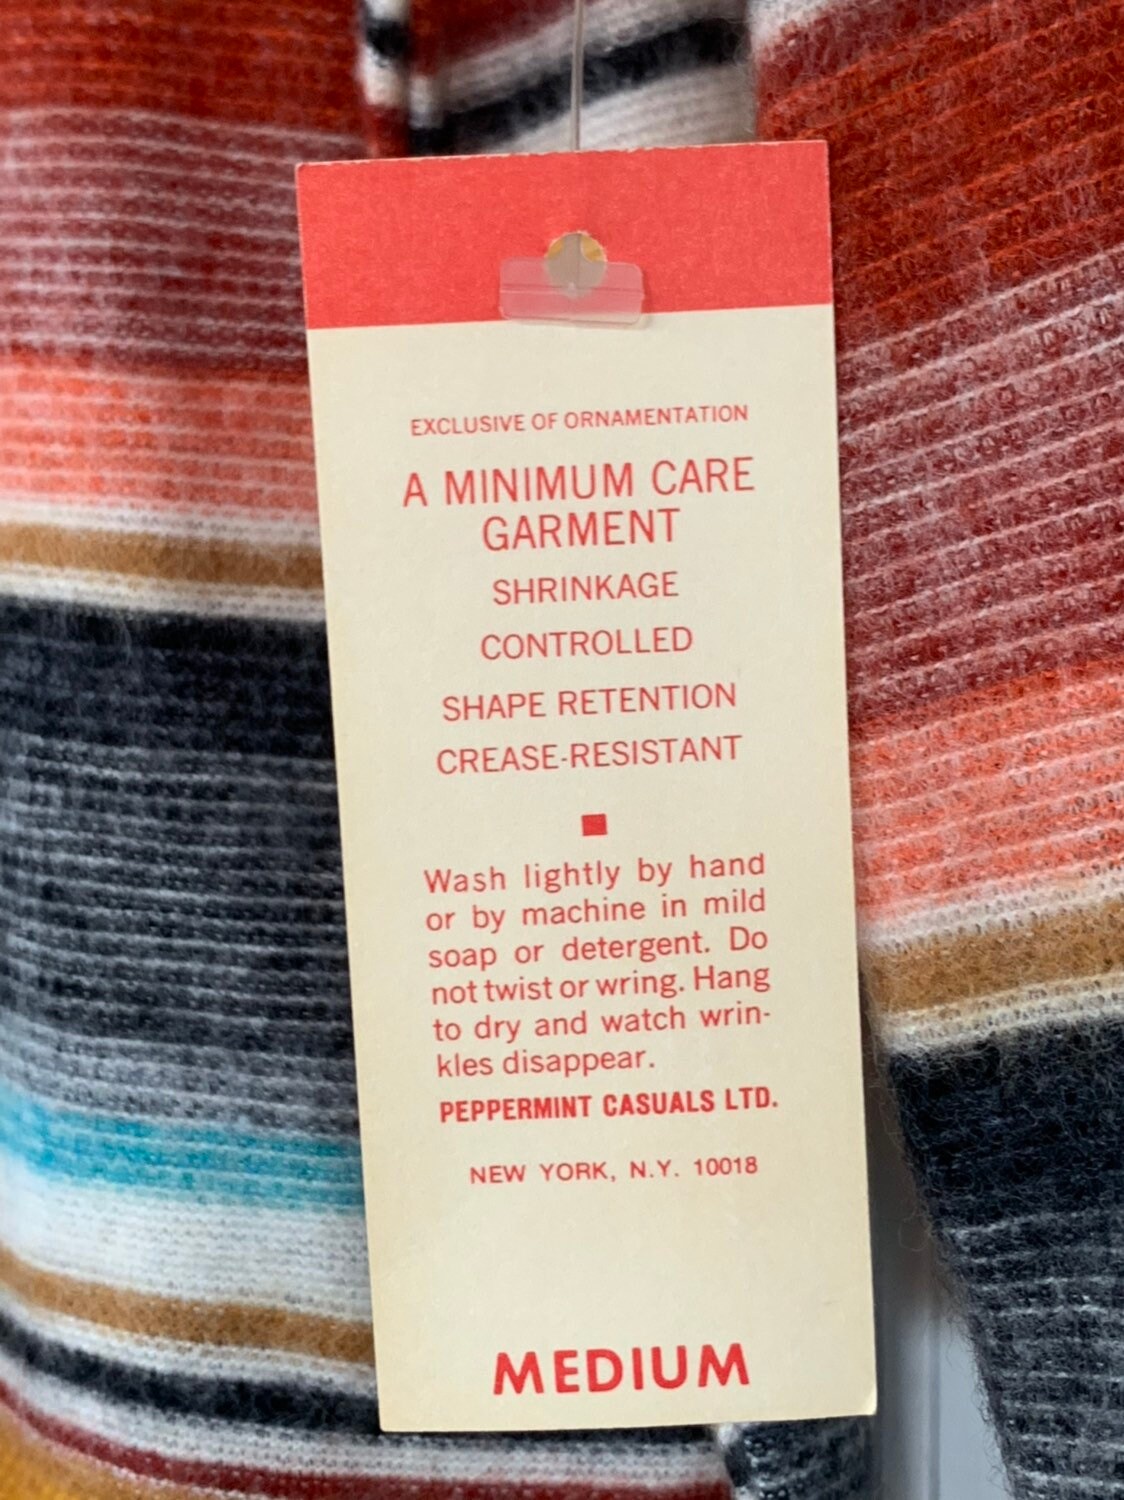 EXCLUSIVE OF ORNAMENTATION
A MINIMUM CARE
GARMENT
SHRINKAGE
CONTROLLED
SHAPE RETENTION
CREASE-RESISTANT
Wash lightly by hand
or by machine in mild
soap or detergent. Do
not twist or wring. Hang
to dry and watch wrin-
kles disappear.
PEPPERMINT CASUALS LTD.
NEW YORK, N.Y. 10018
MEDIUM